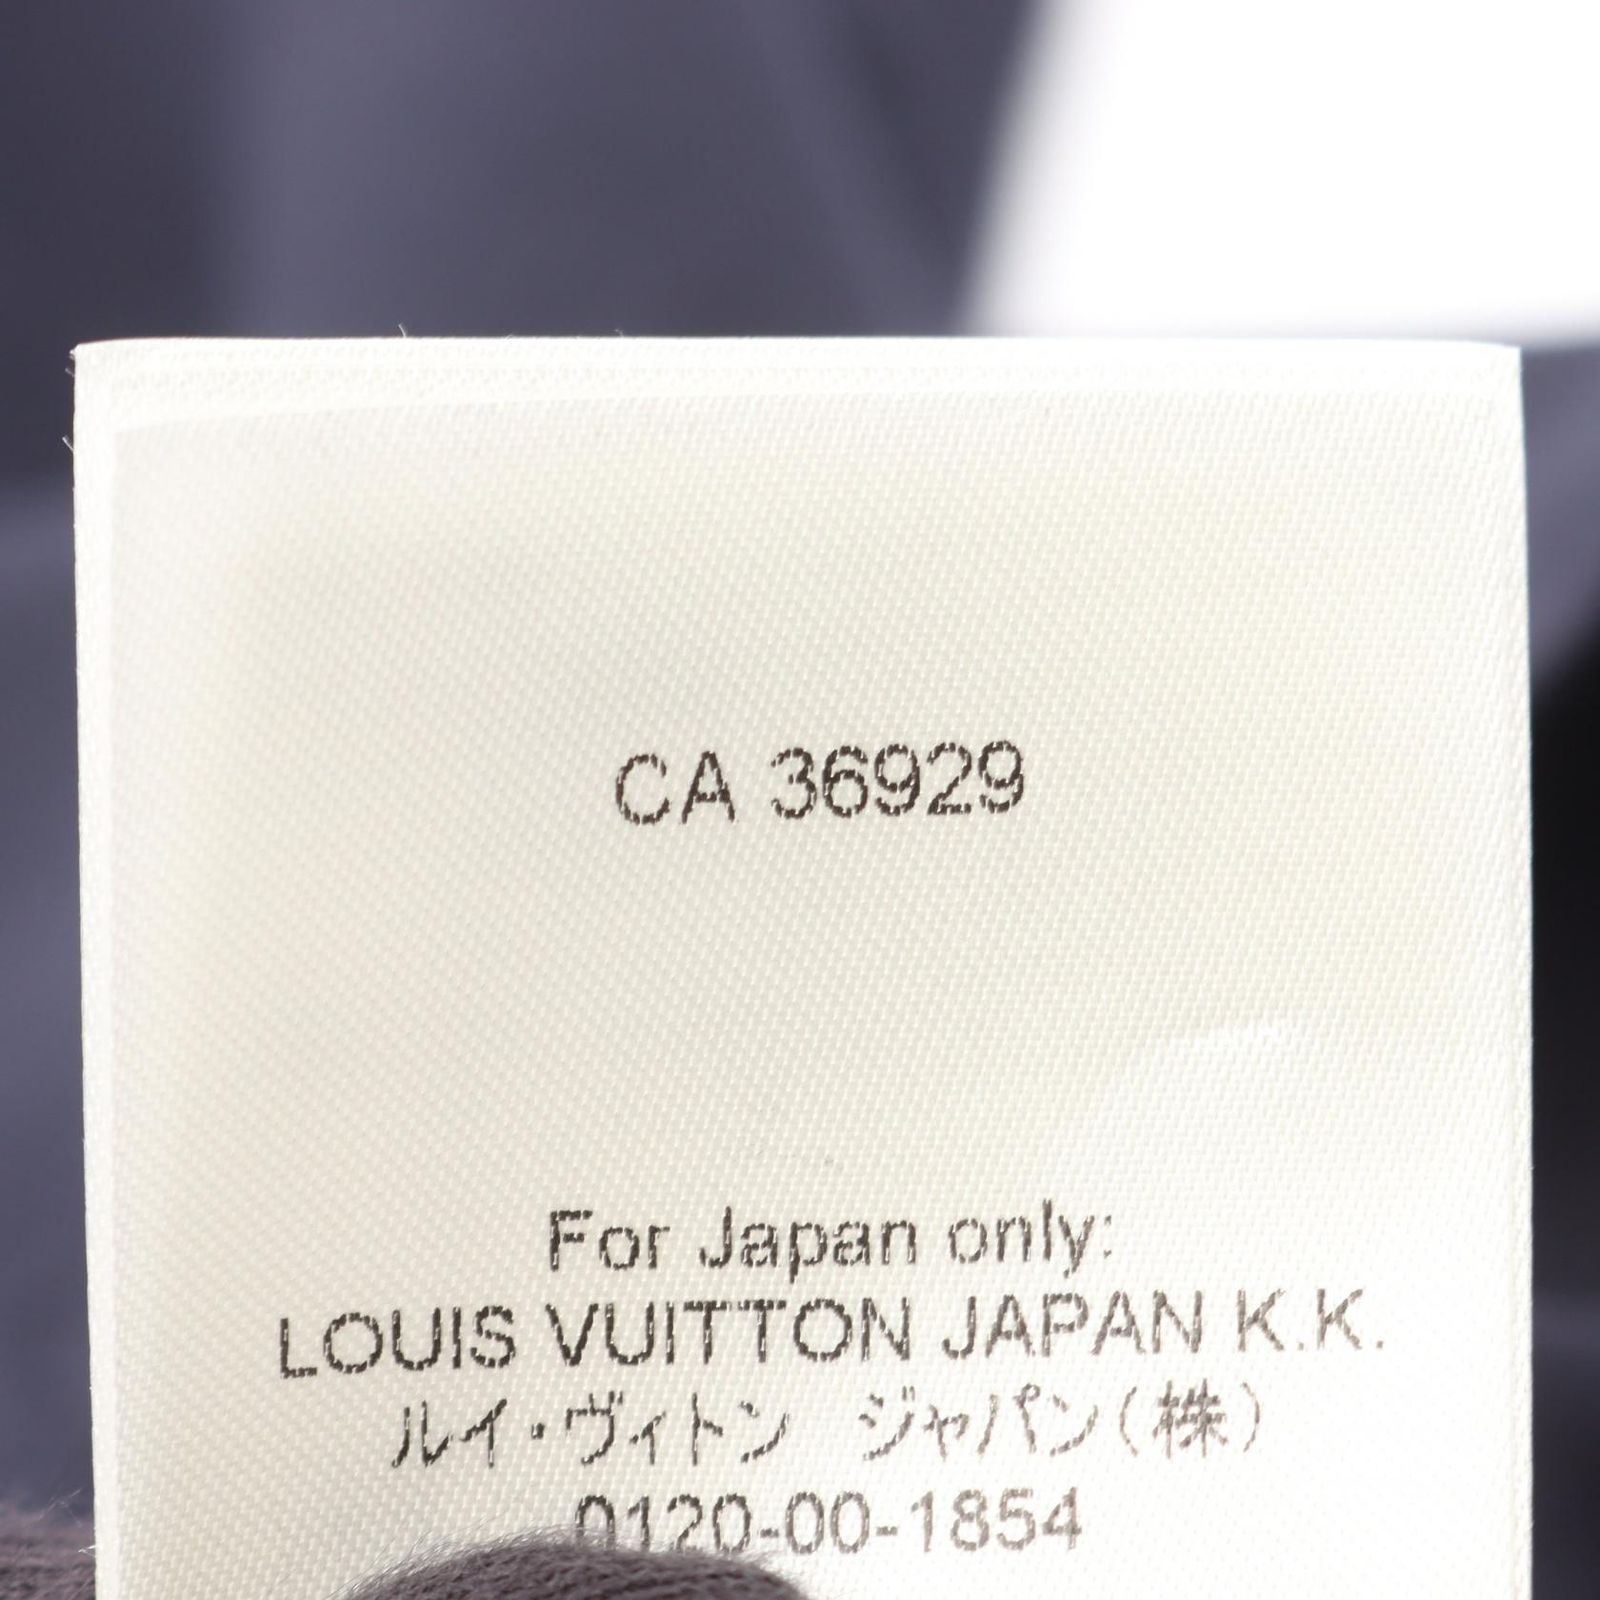 CA 36929
For Japan only:
LOUIS VUITTON JAPAN K.K.
ルイ・ヴィトン　ジャパン（株）
0120-00-1854